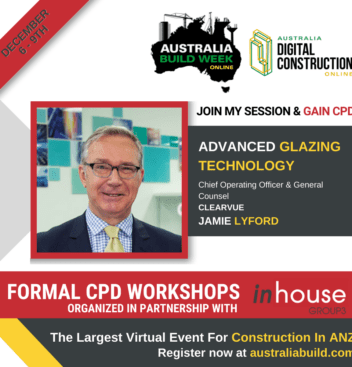 DECEMBER
6 - 9TH
AUSTRALIA
BUILD WEEK
ONLINE
AUSTRALIA
DIGITAL
CONSTRUCTION
ONLINE
JOIN MY SESSION & GAIN CPD
ADVANCED GLAZING
TECHNOLOGY
Chief Operating Officer & General
Counsel
CLEARVUE
JAMIE LYFORD
FORMAL CPD WORKSHOPS
ORGANIZED IN PARTNERSHIP WITH
inhouse
GROUP
The Largest Virtual Event For Construction In ANZ
Register now at australiabuild.com